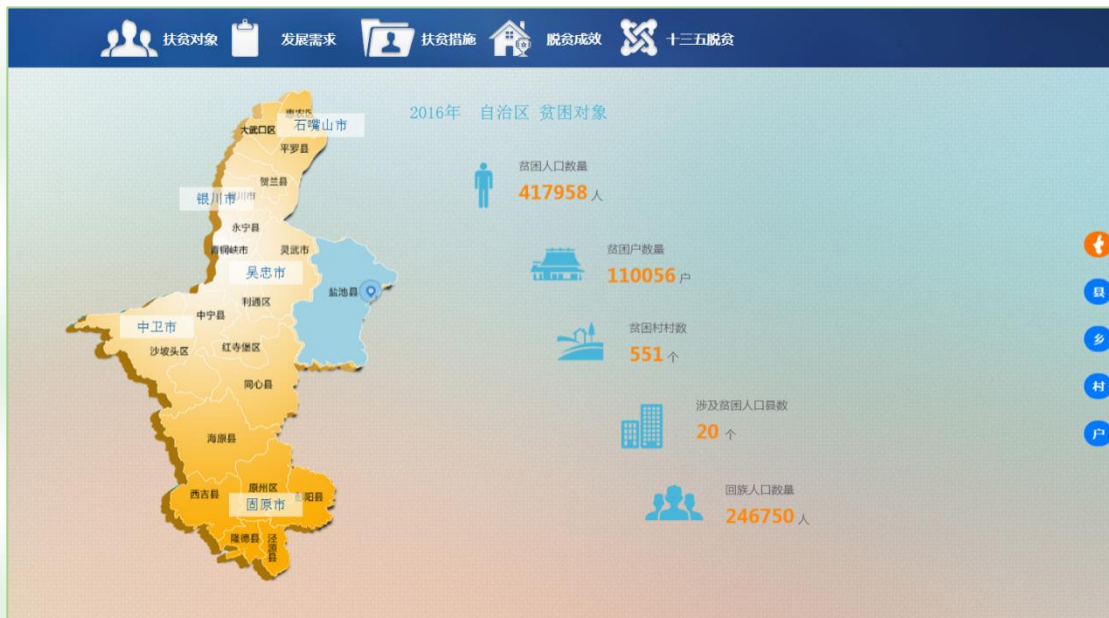 扶贫对象
发展需求
扶贫措施
脱贫成效
十三五脱贫
2016年 自治区 贫困对象
惠农区
石嘴山市
大武口区
平罗县
贺兰县
银川市
永宁县
青铜峡市
灵武市
吴忠市
盐池县
利通区
中宁县
中卫市
沙坡头区
红寺堡区
同心县
海原县
西吉县
原州区
固原市
阳县
隆德县
泾源县
贫困人口数量
417958 人
贫困户数量
110056 户
贫困村村数
551 个
涉及贫困人口县数
20 个
回族人口数量
246750 人
县
乡
村
户